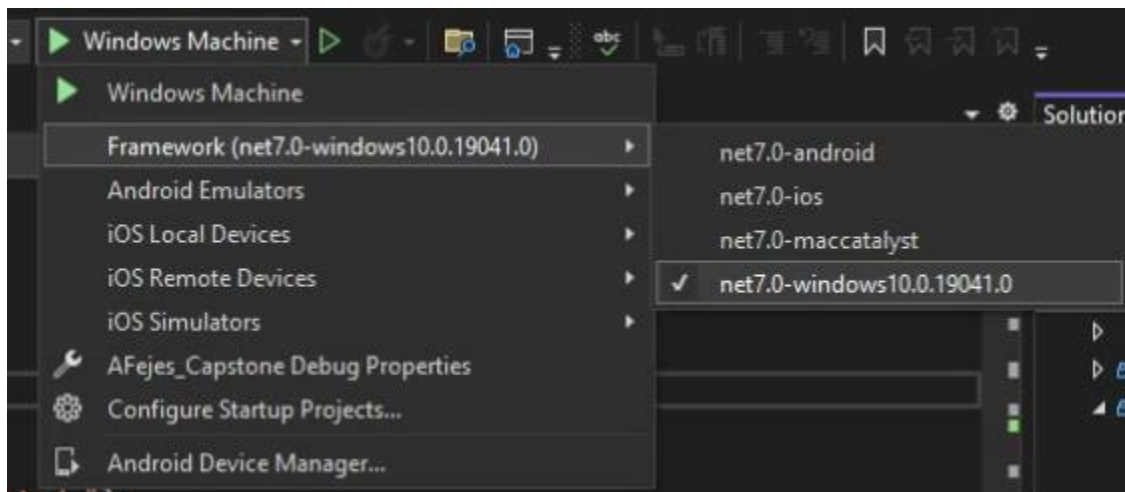 Windows Machine
abc
Windows Machine
Solution
Framework (net7.0-windows10.0.19041.0)
net7.0-android
Android Emulators
net7.0-ios
iOS Local Devices
net7.0-maccatalyst
iOS Remote Devices
net7.0-windows10.0.19041.0
iOS Simulators
AFejes_Capstone Debug Properties
Configure Startup Projects...
Android Device Manager...